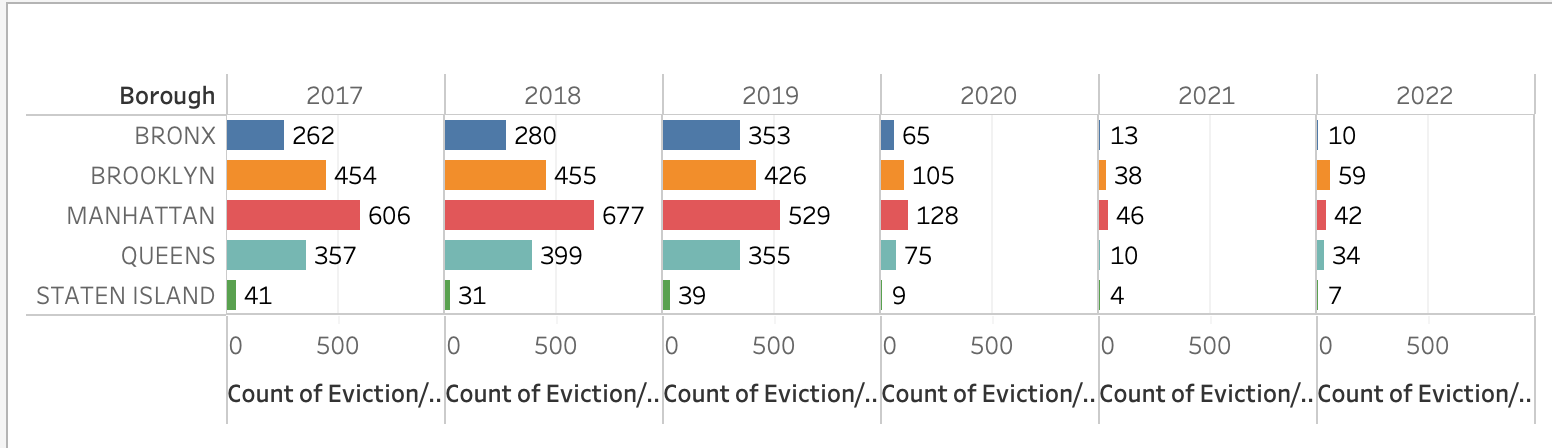 Borough 2017 2018 2019 2020 2021 2022
BRONX 262 280 353 65 13 10
BROOKLYN 454 455 426 105 38 59
MANHATTAN 606 677 529 128 46 42
QUEENS 357 399 355 75 10 34
STATEN ISLAND 41 31 39 9 4 7
0 500 0 500 0 500 0 500 0 500 0 500
Count of Eviction/.. Count of Eviction/.. Count of Eviction/.. Count of Eviction/.. Count of Eviction/.. Count of Eviction/..